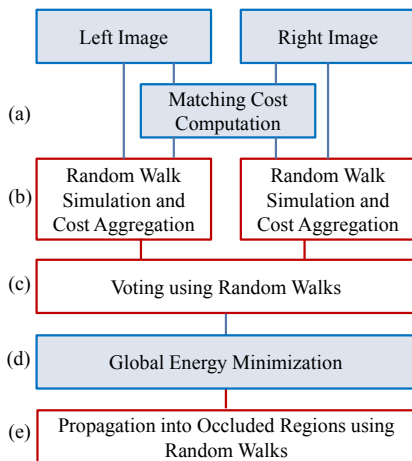 Left Image
Right Image
(a)
Matching Cost
Computation
(b)
Random Walk
Simulation and
Cost Aggregation
Random Walk
Simulation and
Cost Aggregation
(c)
Voting using Random Walks
(d)
Global Energy Minimization
(e)
Propagation into Occluded Regions using
Random Walks